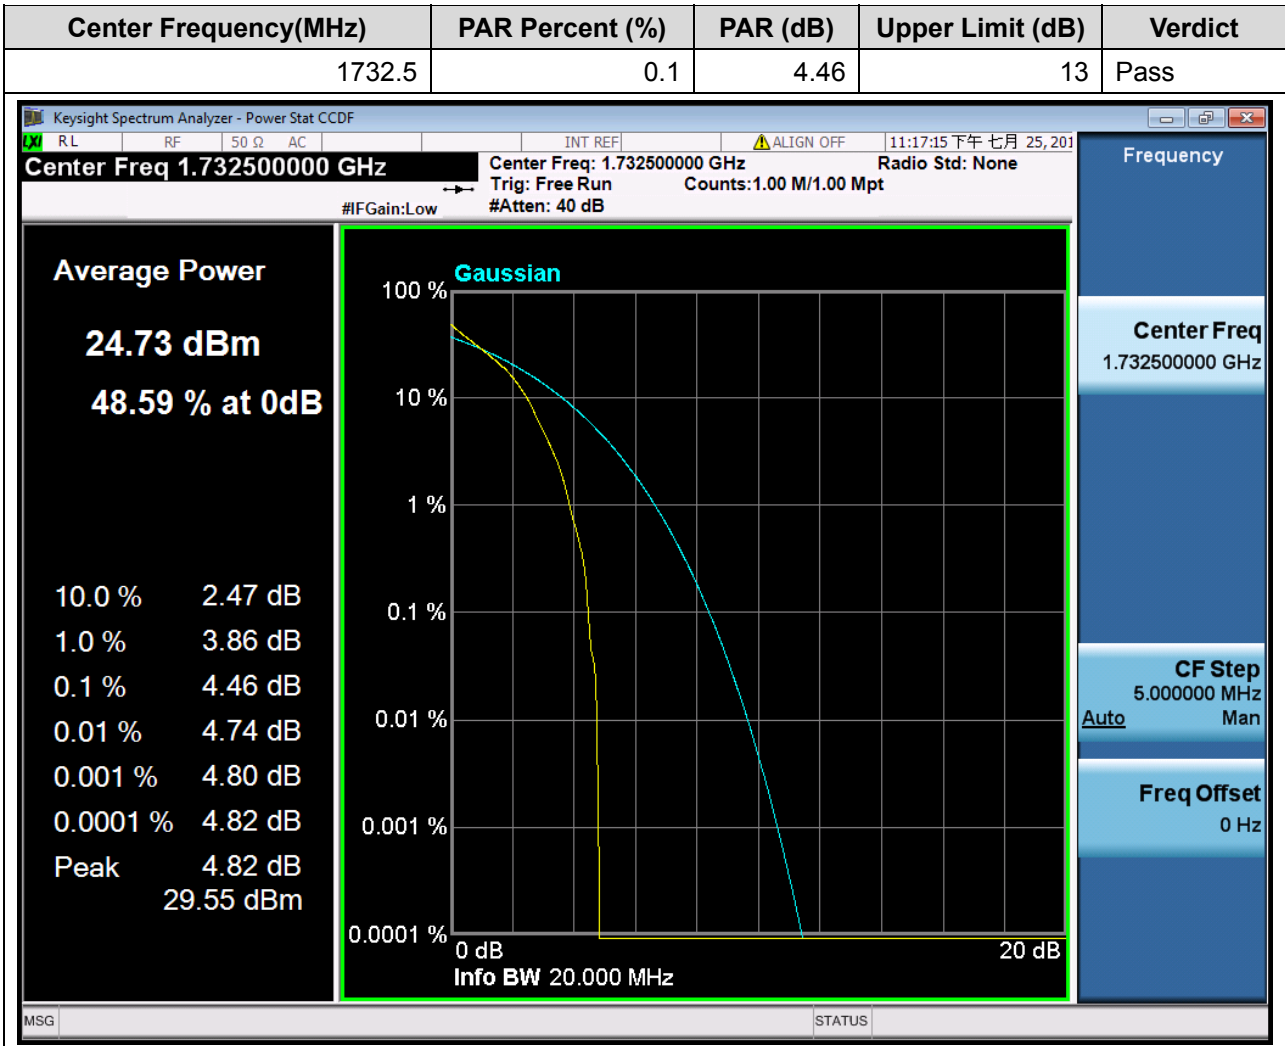 Center Frequency(MHz) PAR Percent (%) PAR (dB) Upper Limit (dB) Verdict
1732.5 0.1 4.46 13 Pass
Keysight Spectrum Analyzer - Power Stat CCDF
LXI RL RF 50 Ω AC INT REF ALIGN OFF 11:17:15 下午 七月 25, 201
Center Freq 1.732500000 GHz
Center Freq: 1.732500000 GHz Radio Std: None
Trig: Free Run Counts:1.00 M/1.00 Mpt
#IFGain:Low #Atten: 40 dB
Average Power
24.73 dBm
48.59 % at 0dB
10.0 % 2.47 dB
1.0 % 3.86 dB
0.1 % 4.46 dB
0.01 % 4.74 dB
0.001 % 4.80 dB
0.0001 % 4.82 dB
Peak 4.82 dB
29.55 dBm
Gaussian
100 %
10 %
1 %
0.1 %
0.01 %
0.001 %
0.0001 %
0 dB 20 dB
Info BW 20.000 MHz
Frequency
Center Freq
1.732500000 GHz
CF Step
5.000000 MHz
Auto Man
Freq Offset
0 Hz
MSG STATUS